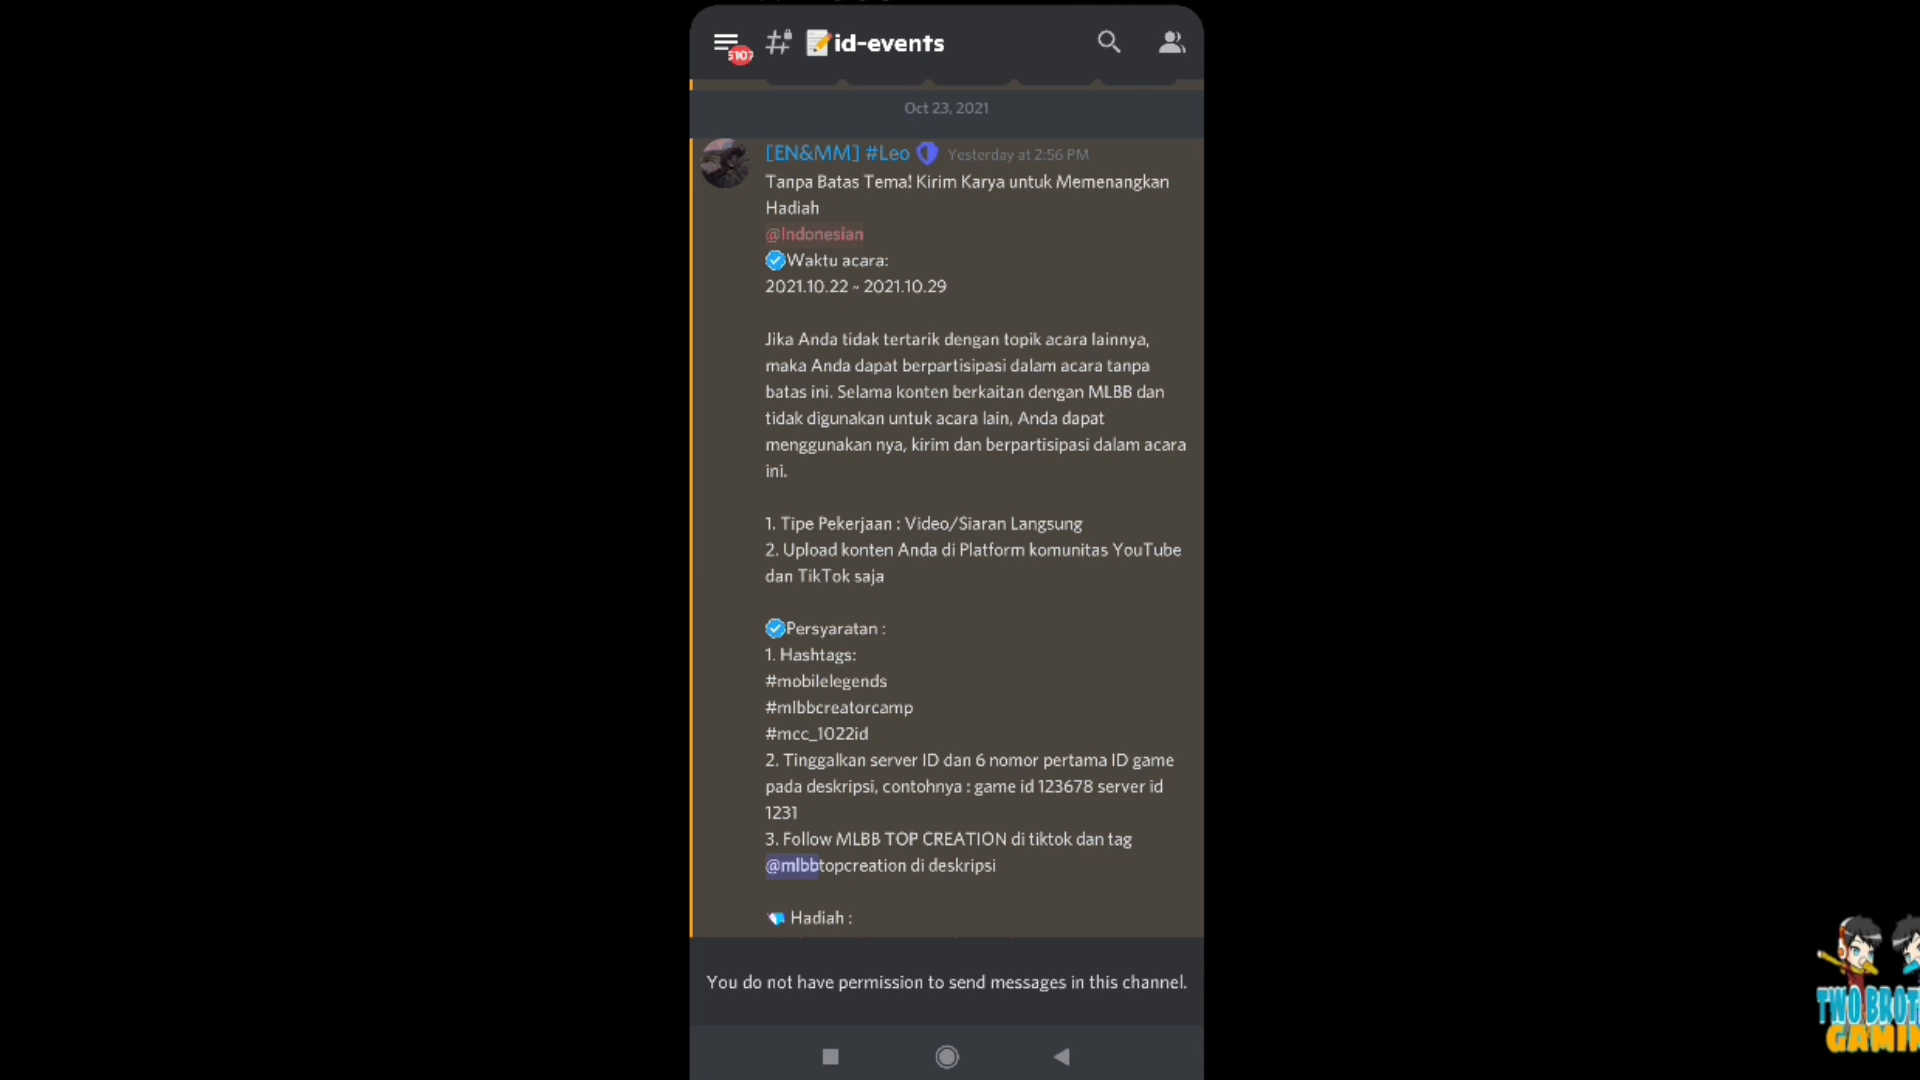 5107
id-events
Oct 23, 2021
[EN&MM] #Leo Yesterday at 2:56 PM
Tanpa Batas Tema! Kirim Karya untuk Memenangkan
Hadiah
@Indonesian
Waktu acara:
2021.10.22 ~ 2021.10.29
Jika Anda tidak tertarik dengan topik acara lainnya,
maka Anda dapat berpartisipasi dalam acara tanpa
batas ini. Selama konten berkaitan dengan MLBB dan
tidak digunakan untuk acara lain, Anda dapat
menggunakan nya, kirim dan berpartisipasi dalam acara
ini.
1. Tipe Pekerjaan : Video/Siaran Langsung
2. Upload konten Anda di Platform komunitas YouTube
dan TikTok saja
Persyaratan :
1. Hashtags:
#mobilelegends
#mlbbcreatorcamp
#mcc_1022id
2. Tinggalkan server ID dan 6 nomor pertama ID game
pada deskripsi, contohnya : game id 123678 server id
1231
3. Follow MLBB TOP CREATION di tiktok dan tag
@mlbbtopcreation di deskripsi
Hadiah :
You do not have permission to send messages in this channel.
TWO BROT
GAMIN